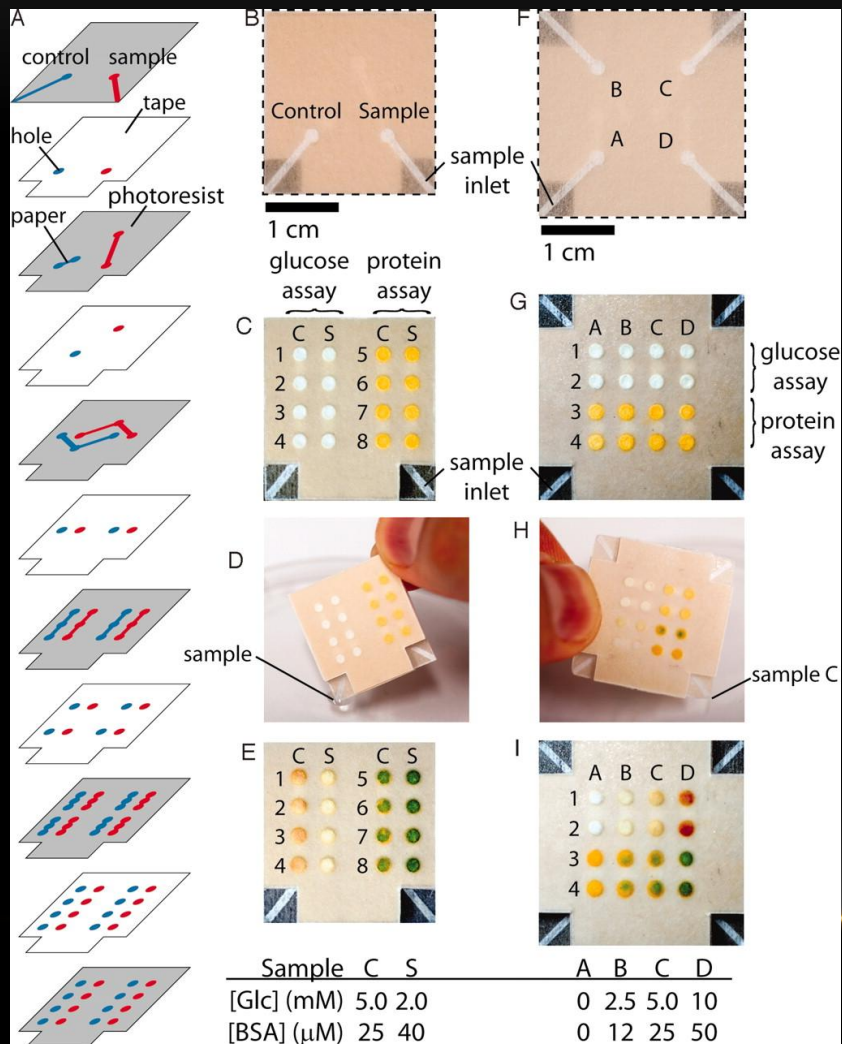 A
control sample
tape
hole
photoresist
paper
B
Control Sample
sample
inlet
1 cm
F
B C
A D
1 cm
glucose
assay
protein
assay
C
C S C S
1 5
2 6
3 7
4 8
sample
inlet
G
A B C D
1
2
3
4
glucose
assay
protein
assay
D
sample
H
sample C
E
C S C S
1 5
2 6
3 7
4 8
I
A B C D
1
2
3
4
Sample C S A B C D
[Glc] (mM) 5.0 2.0 0 2.5 5.0 10
[BSA] (μM) 25 40 0 12 25 50